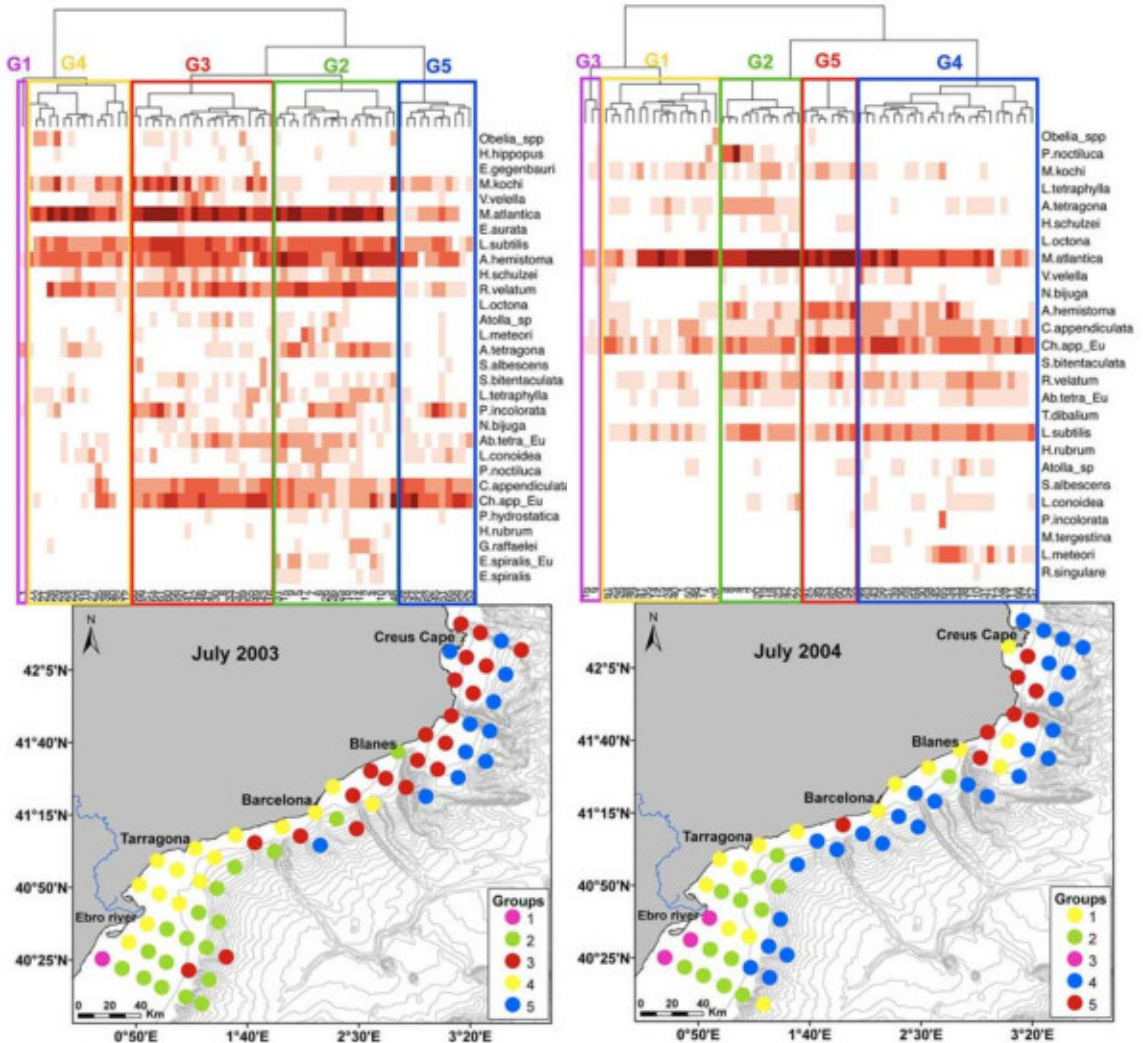 G1 G4 G3 G2 G5
Obelia_spp
H.hippopus
E.gegenbauri
M.kochi
V.velella
M.atlantica
E.aurata
L.subtilis
A.hemistoma
H.schulzei
R.velatum
L.octona
Atolla_sp
L.meteori
A.tetragona
S.albescens
S.bitentaculata
L.tetraphylla
P.incolorata
N.bijuga
Ab.tetra_Eu
L.conoidea
P.noctiluca
C.appendiculata
Ch.app_Eu
P.hydrostatica
H.rubrum
G.raffaelei
E.spiralis_Eu
E.spiralis
G3 G1 G2 G5 G4
Obelia_spp
P.noctiluca
M.kochi
L.tetraphylla
A.tetragona
H.schulzei
L.octona
M.atlantica
V.velella
N.bijuga
A.hemistoma
C.appendiculata
Ch.app_Eu
S.bitentaculata
R.velatum
Ab.tetra_Eu
T.dibalium
L.subtilis
H.rubrum
Atolla_sp
S.albescens
L.conoidea
P.incolorata
M.tergestina
L.meteori
R.singulare
N
July 2003
Creus Cape
42°5'N
41°40'N
Blanes
Barcelona
41°15'N
Tarragona
40°50'N
Ebro river
40°25'N
Groups
1
2
3
4
5
0 20 40
Km
0°50'E 1°40'E 2°30'E 3°20'E
N
July 2004
Creus Cape
42°5'N
41°40'N
Blanes
Barcelona
41°15'N
Tarragona
40°50'N
Ebro river
40°25'N
Groups
1
2
3
4
5
0 20 40
Km
0°50'E 1°40'E 2°30'E 3°20'E